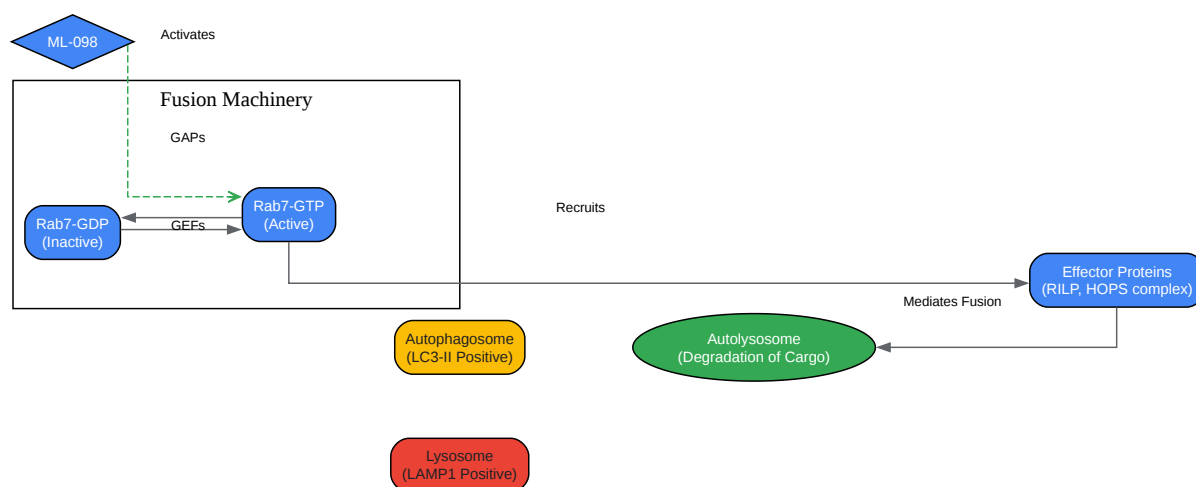 ML-098
Activates
Fusion Machinery
GAPs
Rab7-GTP
(Active)
Rab7-GDP
(Inactive)
GEFs
Recruits
Effector Proteins
(RILP, HOPS complex)
Mediates Fusion
Autophagosome
(LC3-II Positive)
Autolysosome
(Degradation of Cargo)
Lysosome
(LAMP1 Positive)